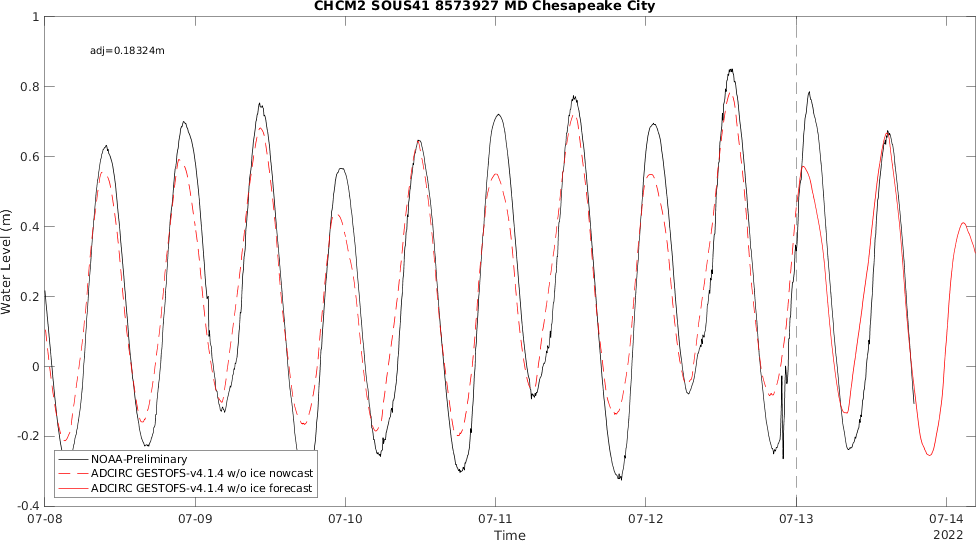 CHCM2 SOUS41 8573927 MD Chesapeake City
adj=0.18324m
1
0.8
0.6
0.4
0.2
0
-0.2
-0.4
Water Level (m)
NOAA-Preliminary
ADCIRC GESTOFS-v4.1.4 w/o ice nowcast
ADCIRC GESTOFS-v4.1.4 w/o ice forecast
07-08 07-09 07-10 07-11 07-12 07-13 07-14
Time
2022